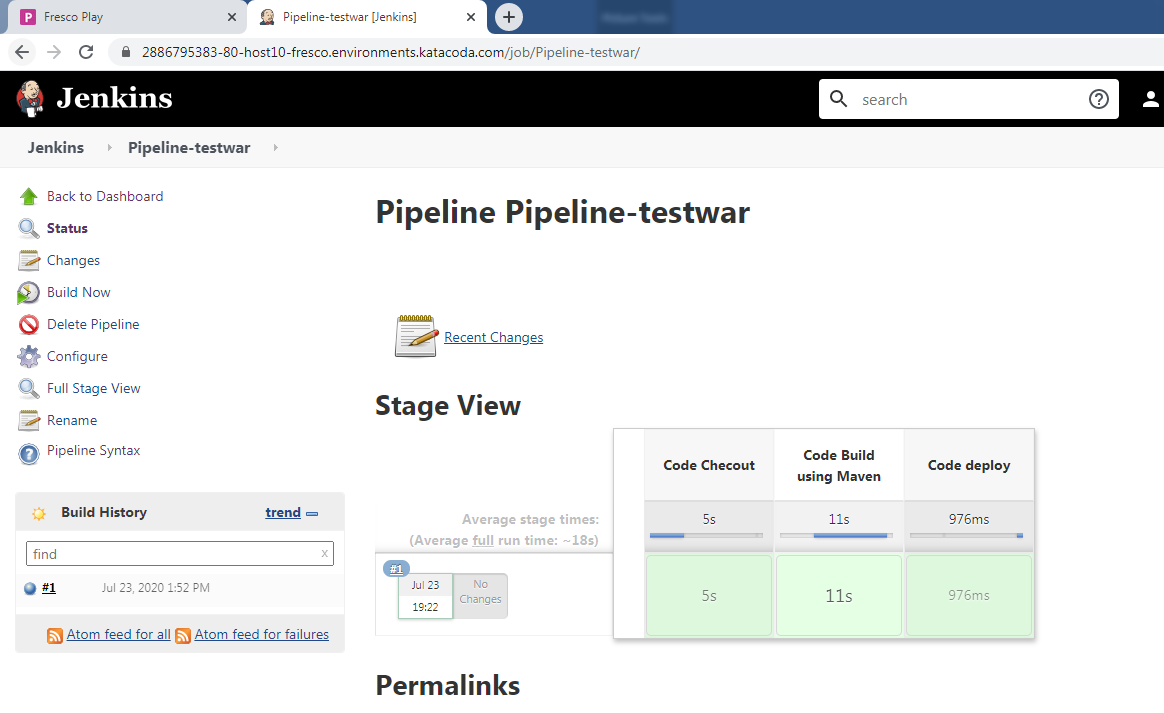 Fresco Play
Pipeline-testwar [Jenkins]
2886795383-80-host10-fresco.environments.katacoda.com/job/Pipeline-testwar/
Jenkins
search
Jenkins
Pipeline-testwar
Back to Dashboard
Status
Changes
Build Now
Delete Pipeline
Configure
Full Stage View
Rename
Pipeline Syntax
Build History
trend
find
x
#1
Jul 23, 2020 1:52 PM
Atom feed for all
Atom feed for failures
Pipeline Pipeline-testwar
Recent Changes
Stage View
Code Checout
Code Build
using Maven
Code deploy
Average stage times:
(Average full run time: ~18s)
5s
11s
976ms
#1
Jul 23
19:22
No
Changes
5s
11s
976ms
Permalinks